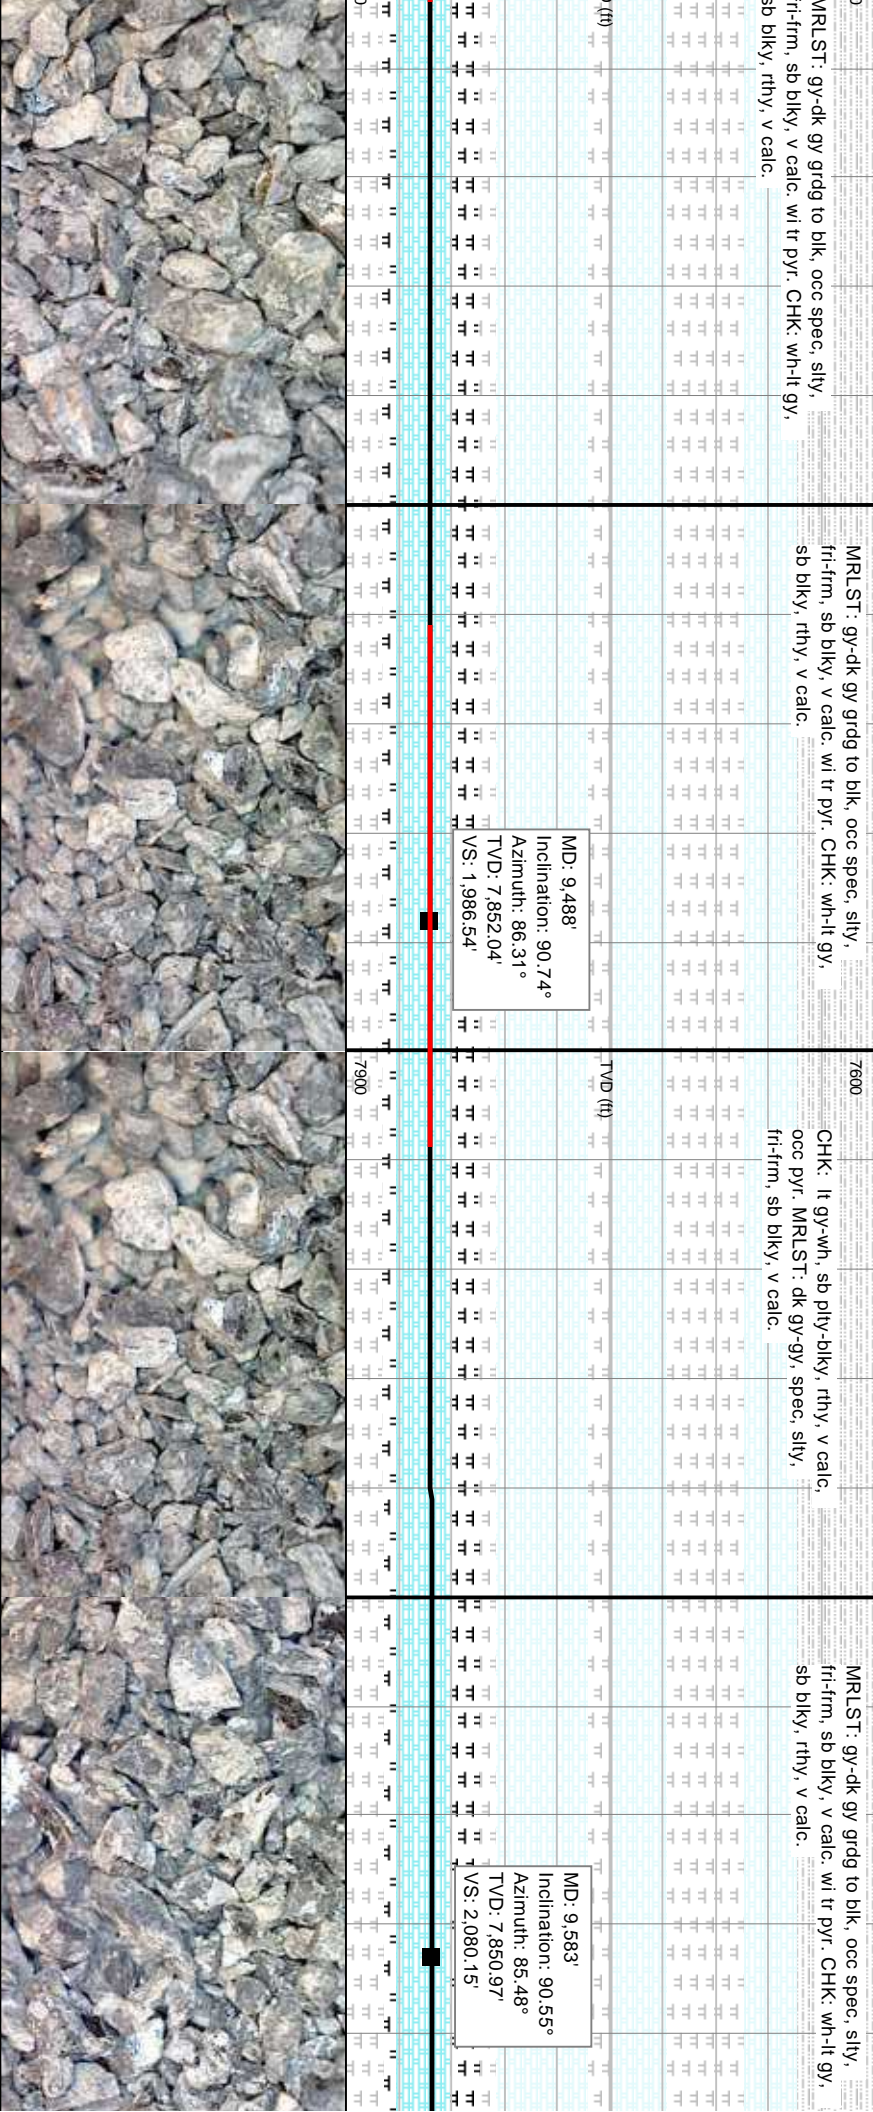 MRLST: gy-dk gy grdg to blk, occ spec, slty,
fri-frm, sb blky, v calc. wi tr pyr. CHK: wh-lt gy,
sb blky, rthy, v calc.
(ft)
MRLST: gy-dk gy grdg to blk, occ spec, slty,
fri-frm, sb blky, v calc. wi tr pyr. CHK: wh-lt gy,
sb blky, rthy, v calc.
MD: 9,488'
Inclination: 90.74°
Azimuth: 86.31°
TVD: 7,852.04'
VS: 1,986.54'
7600
TVD (ft)
7900
CHK: lt gy-wh, sb plty-blky, rthy, v calc,
occ pyr. MRLST: dk gy-gy, spec, slty,
fri-frm, sb blky, v calc.
MRLST: gy-dk gy grdg to blk, occ spec, slty,
fri-frm, sb blky, v calc. wi tr pyr. CHK: wh-lt gy,
sb blky, rthy, v calc.
MD: 9,583'
Inclination: 90.55°
Azimuth: 85.48°
TVD: 7,850.97'
VS: 2,080.15'